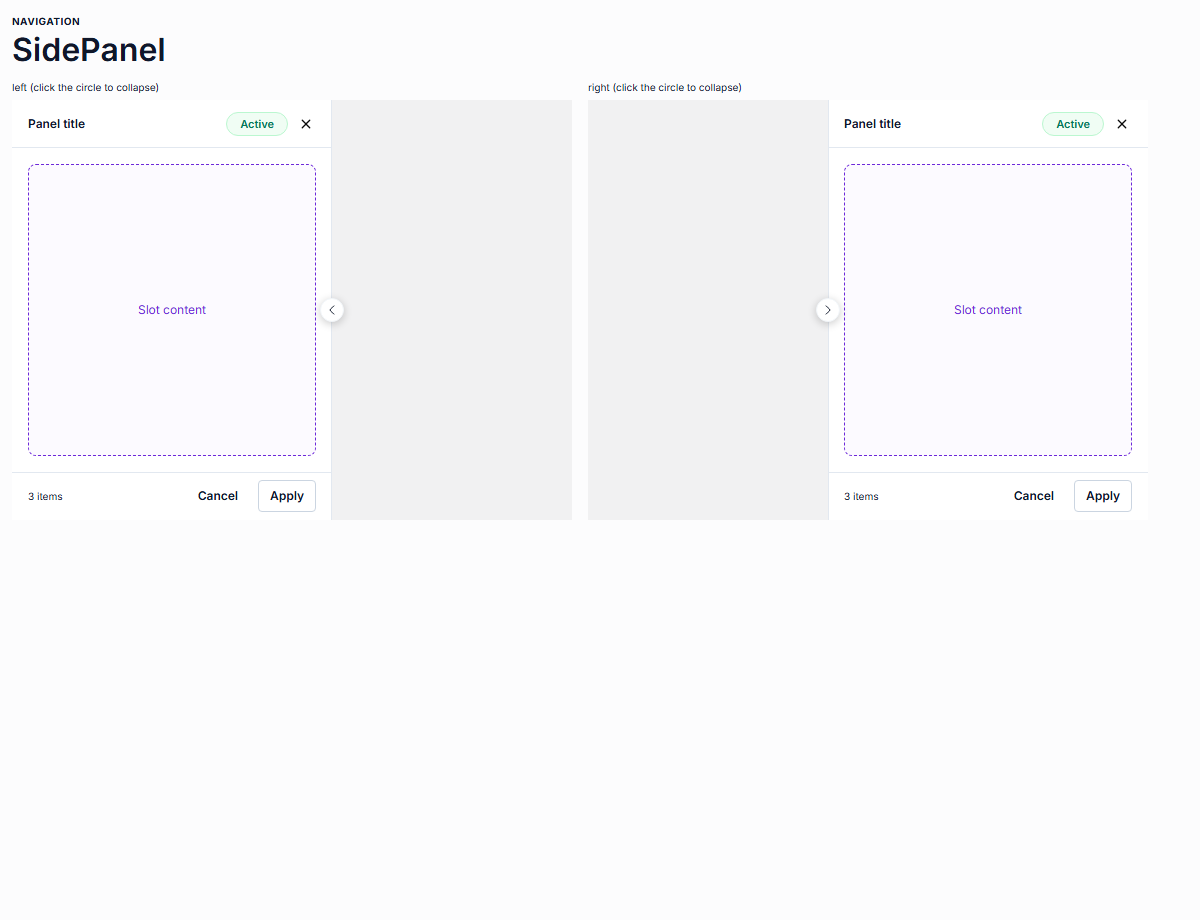 NAVIGATION
SidePanel
left (click the circle to collapse)
Panel title
Active
Slot content
3 items
Cancel
Apply
right (click the circle to collapse)
Panel title
Active
Slot content
3 items
Cancel
Apply